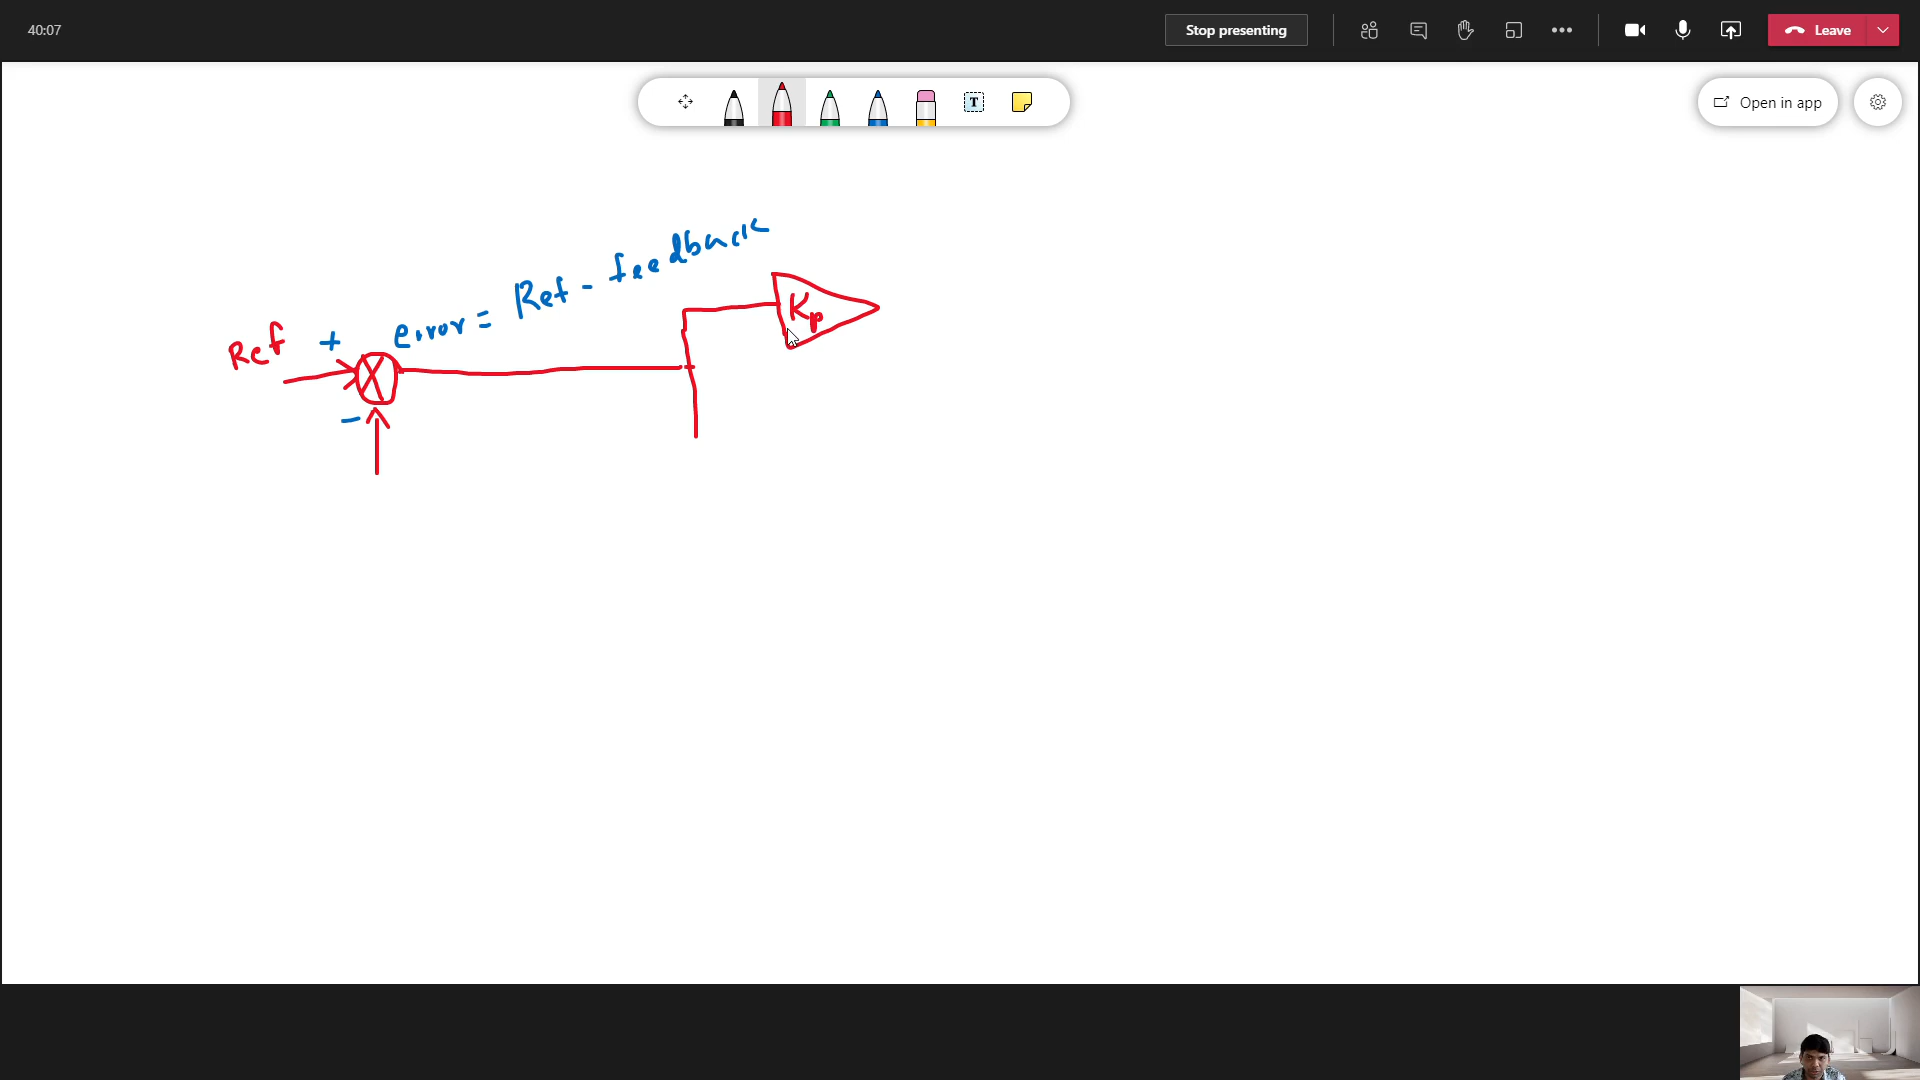 40:07
Stop presenting
Leave
T
Open in app
error = Ref - feedback
Kp
Ref +
-